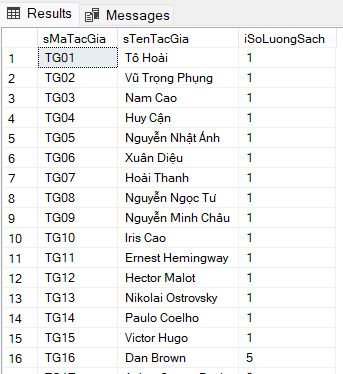 Results Messages
sMaTacGia sTenTacGia iSoLuongSach
1 TG01 Tô Hoài 1
2 TG02 Vũ Trọng Phụng 1
3 TG03 Nam Cao 1
4 TG04 Huy Cận 1
5 TG05 Nguyễn Nhật Ánh 1
6 TG06 Xuân Diệu 1
7 TG07 Hoài Thanh 1
8 TG08 Nguyễn Ngọc Tư 1
9 TG09 Nguyễn Minh Châu 1
10 TG10 Iris Cao 1
11 TG11 Ernest Hemingway 1
12 TG12 Hector Malot 1
13 TG13 Nikolai Ostrovsky 1
14 TG14 Paulo Coelho 1
15 TG15 Victor Hugo 1
16 TG16 Dan Brown 5